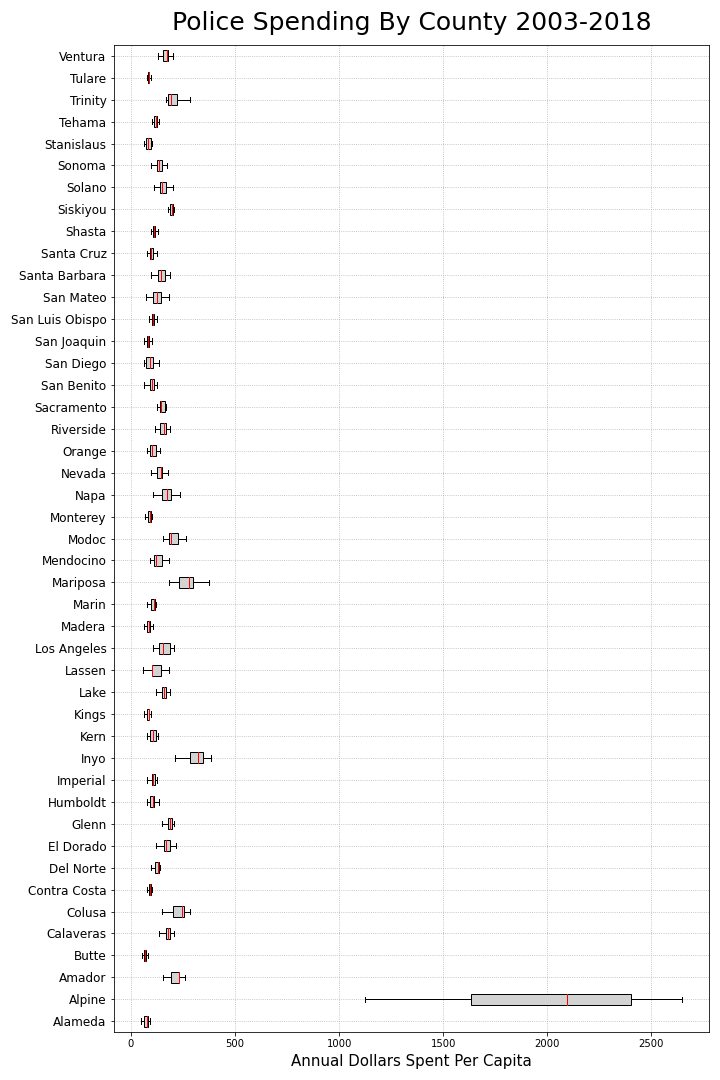 Police Spending By County 2003-2018
Ventura
Tulare
Trinity
Tehama
Stanislaus
Sonoma
Solano
Siskiyou
Shasta
Santa Cruz
Santa Barbara
San Mateo
San Luis Obispo
San Joaquin
San Diego
San Benito
Sacramento
Riverside
Orange
Nevada
Napa
Monterey
Modoc
Mendocino
Mariposa
Marin
Madera
Los Angeles
Lassen
Lake
Kings
Kern
Inyo
Imperial
Humboldt
Glenn
El Dorado
Del Norte
Contra Costa
Colusa
Calaveras
Butte
Amador
Alpine
Alameda
0 500 1000 1500 2000 2500
Annual Dollars Spent Per Capita